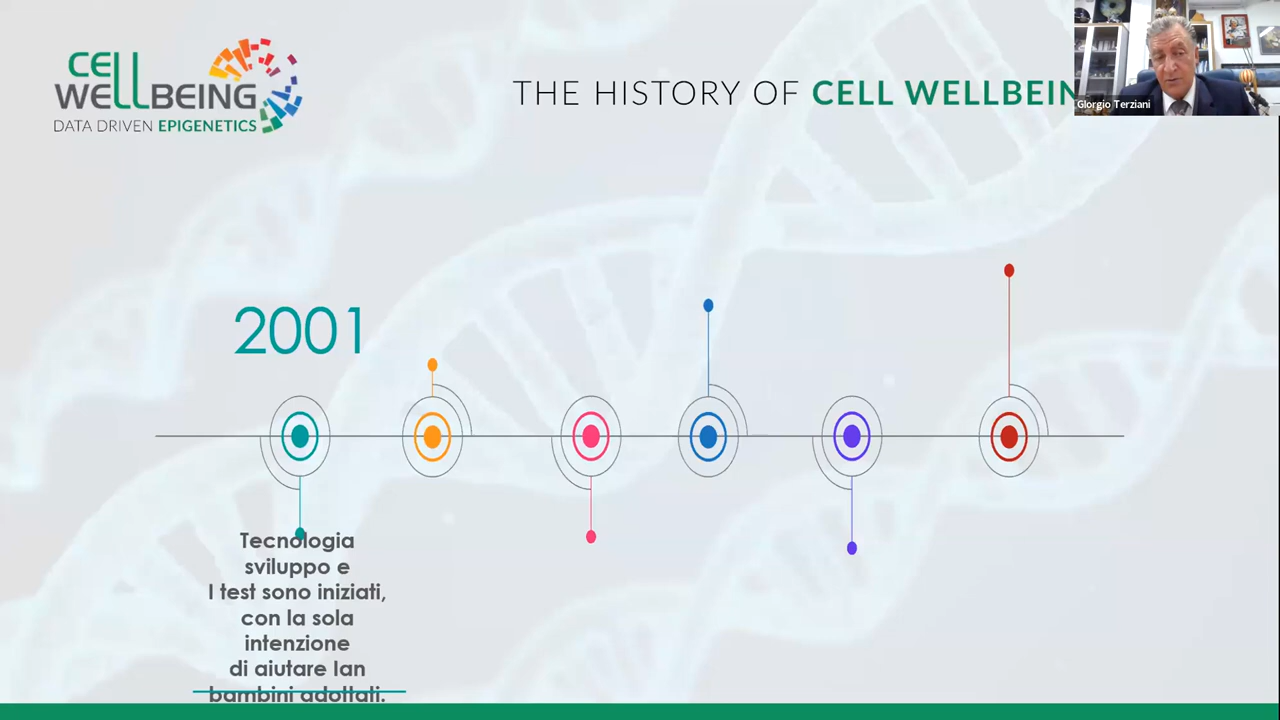 CELL
WELLBEING
DATA DRIVEN EPIGENETICS
THE HISTORY OF CELL WELLBEIN
GIorgio Terziani
2001
Tecnologia
sviluppo e
I test sono iniziati,
con la sola
intenzione
di aiutare Ian
bambini adottati.